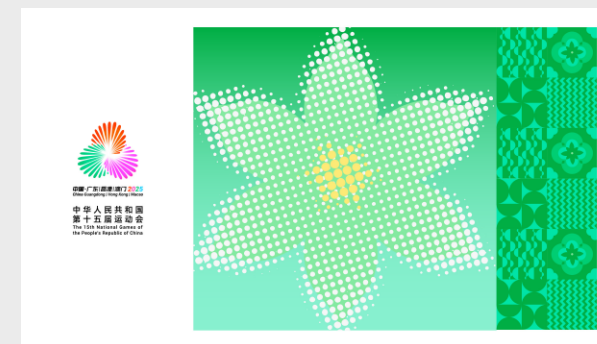 中国·广东|香港|澳门 2025
China Guangdong | Hong Kong | Macao
中华人民共和国
第十五届运动会
The 15th National Games of
the People's Republic of China